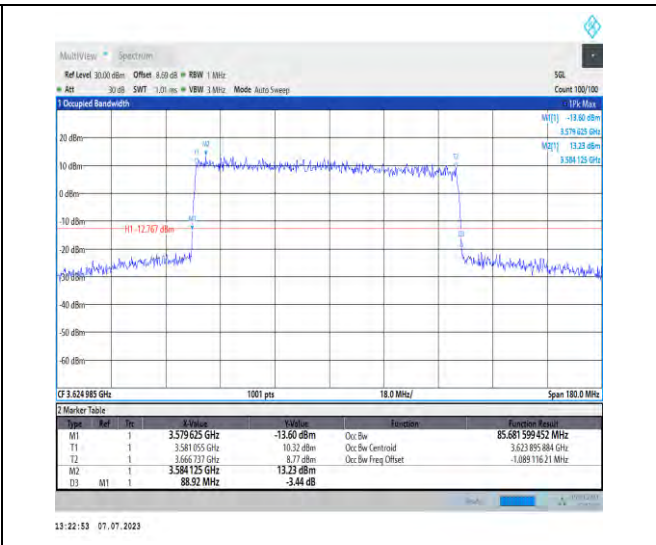 MultiView Spectrum
Ref Level 30.00 dBm Offset 8.69 dB RBW 1 MHz SGL
Att 30 dB SWT 1.01 ms VBW 3 MHz Mode Auto Sweep Count 100/100
1 Occupied Bandwidth 1Pk Max
M1[1] -13.60 dBm
3.579 625 GHz
M2[1] 13.23 dBm
3.584 125 GHz
20 dBm
M2
T1
T2
10 dBm
0 dBm
-10 dBm
M1
H1 -12.767 dBm
D3
-20 dBm
-30 dBm
-40 dBm
-50 dBm
-60 dBm
CF 3.624 985 GHz 1001 pts 18.0 MHz/ Span 180.0 MHz
2 Marker Table
Type Ref Trc X-Value Y-Value Function Function Result
M1 1 3.579 625 GHz -13.60 dBm Occ Bw 85.681 599 452 MHz
T1 1 3.581 055 GHz 10.32 dBm Occ Bw Centroid 3.623 895 884 GHz
T2 1 3.666 737 GHz 8.77 dBm Occ Bw Freq Offset -1.089 116 21 MHz
M2 1 3.584 125 GHz 13.23 dBm
D3 M1 1 88.92 MHz -3.44 dB
13:22:53 07.07.2023